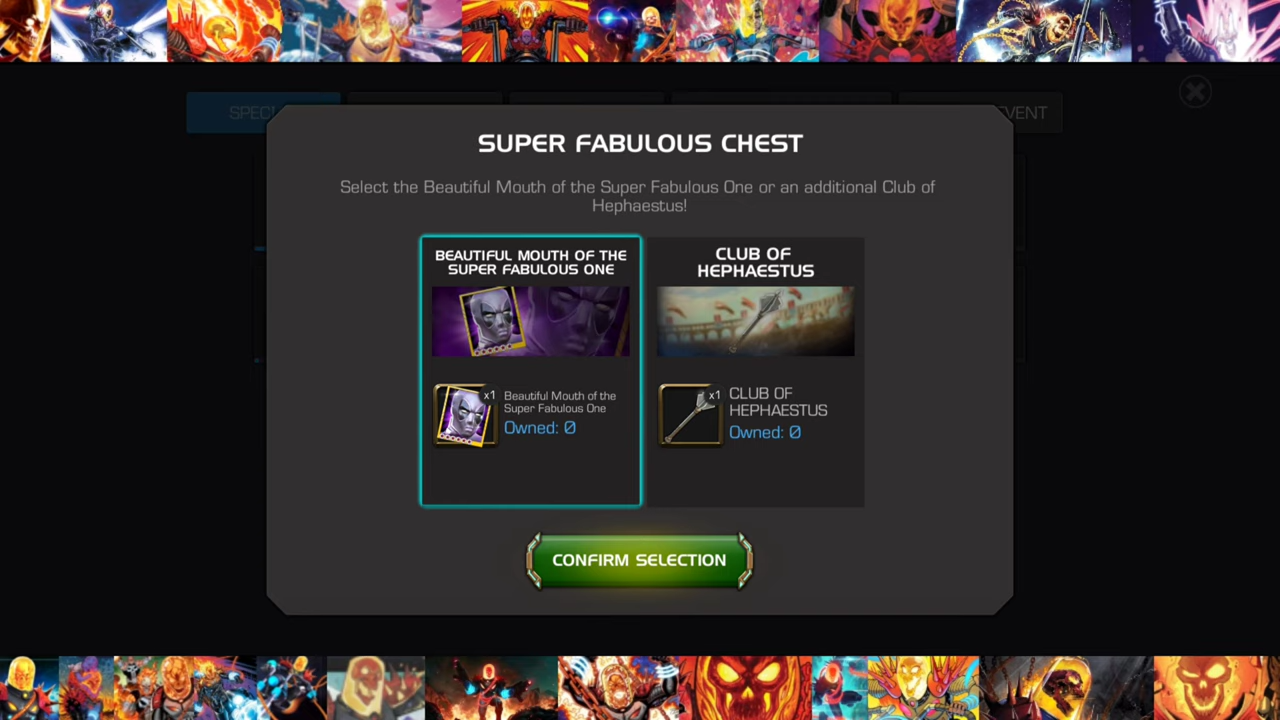 SPECI
EVENT
SUPER FABULOUS CHEST
Select the Beautiful Mouth of the Super Fabulous One or an additional Club of
Hephaestus!
BEAUTIFUL MOUTH OF THE
SUPER FABULOUS ONE
x1
Beautiful Mouth of the
Super Fabulous One
Owned: 0
CLUB OF
HEPHAESTUS
x1
CLUB OF
HEPHAESTUS
Owned: 0
CONFIRM SELECTION